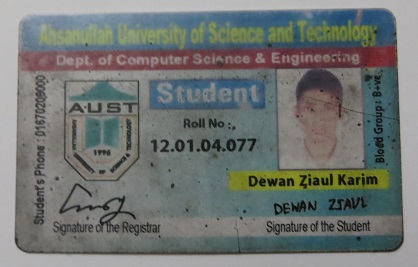 Ahsanullah University of Science and Technology
Dept. of Computer Science & Engineering
Student's Phone : 01670208000
AUST
1995
Student
Roll No :
12.01.04.077
Blood Group : B+ve
Dewan Ziaul Karim
DEWAN ZIAUL
Signature of the Registrar
Signature of the Student